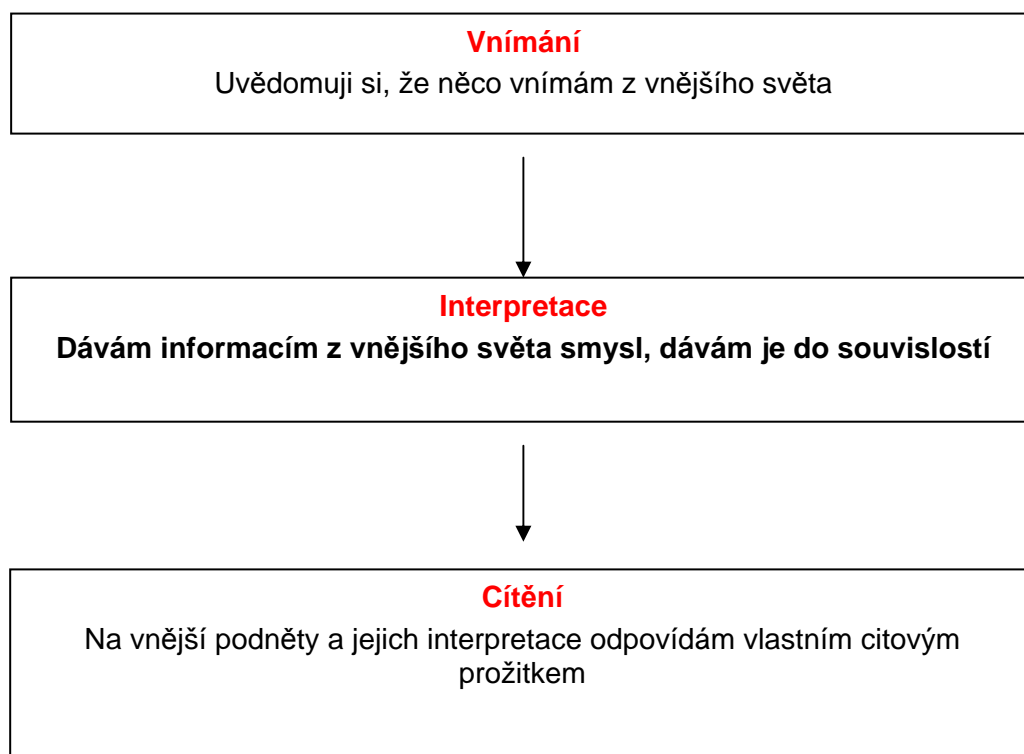 Vnímání
Uvědomuji si, že něco vnímám z vnějšího světa
Interpretace
Dávám informacím z vnějšího světa smysl, dávám je do souvislostí
Cítění
Na vnější podněty a jejich interpretace odpovídám vlastním citovým
prožitkem